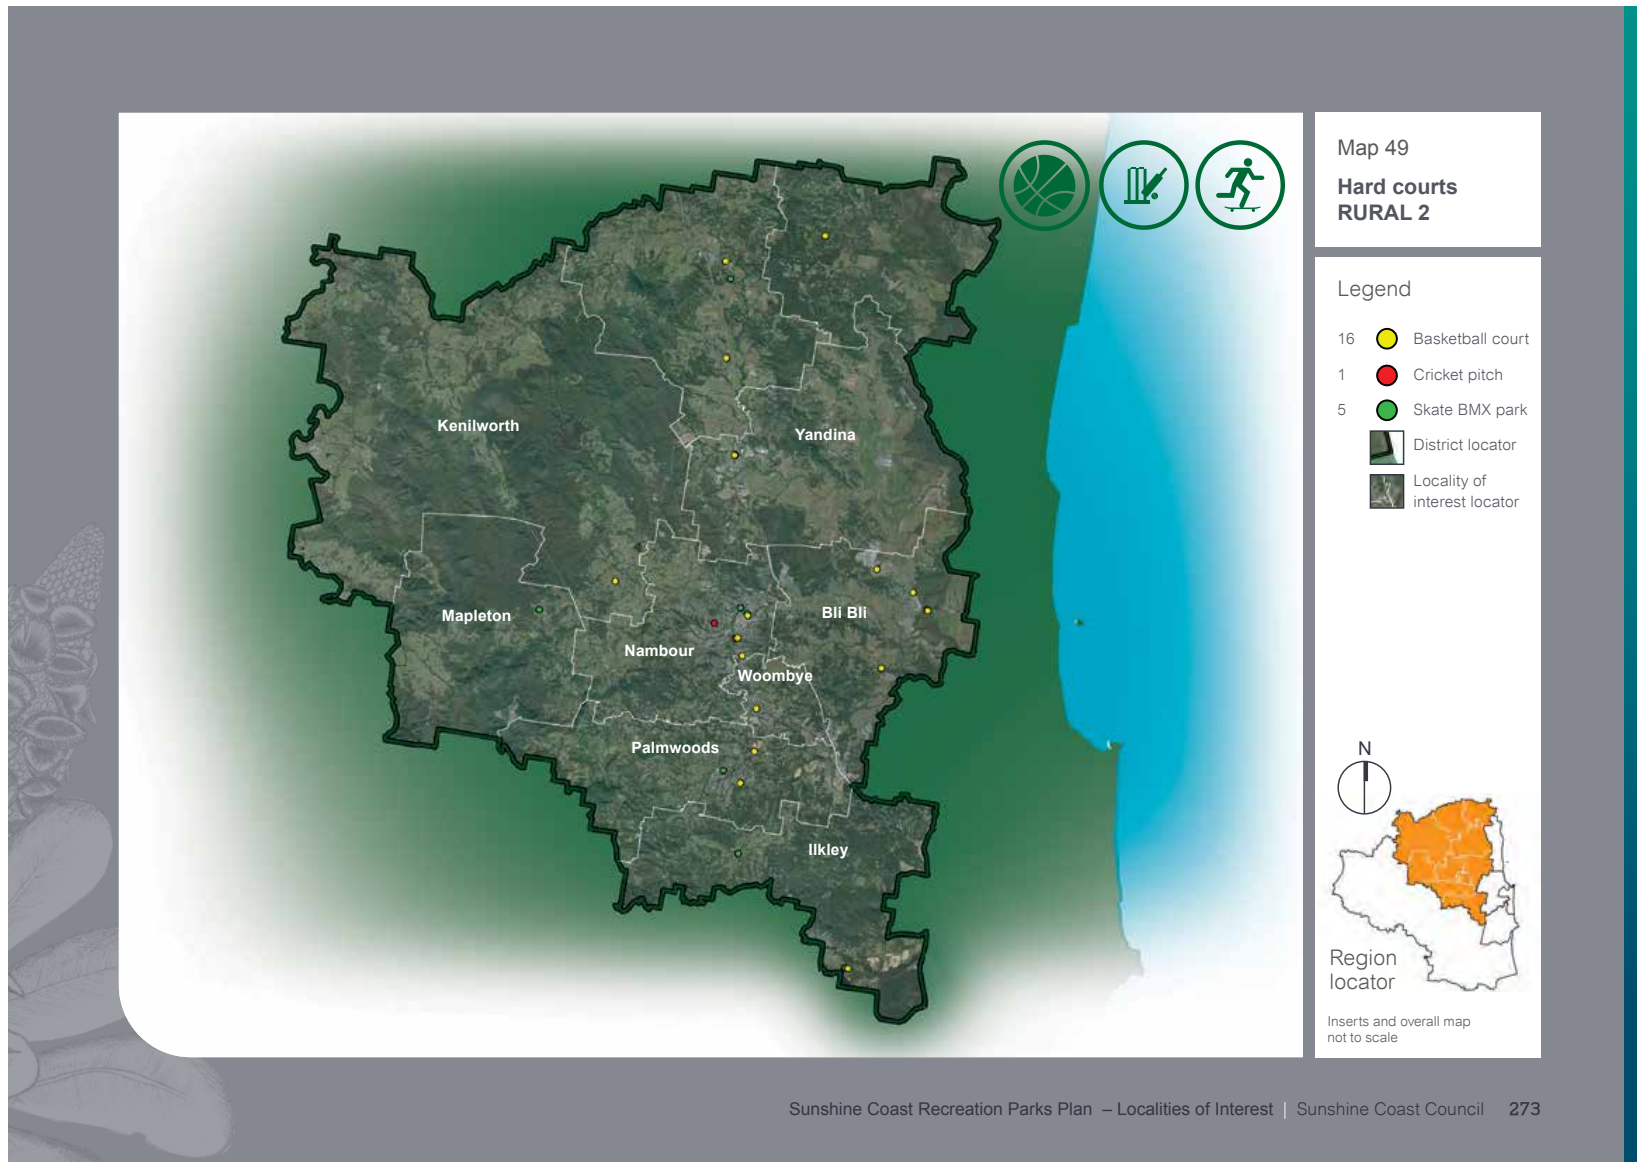 Map 49
Hard courts
RURAL 2
Legend
16 Basketball court
1 Cricket pitch
5 Skate BMX park
District locator
Locality of
interest locator
Kenilworth
Yandina
Mapleton
Bli Bli
Nambour
Woombye
Palmwoods
Ilkley
N
Region
locator
Inserts and overall map
not to scale
Sunshine Coast Recreation Parks Plan – Localities of Interest | Sunshine Coast Council 273